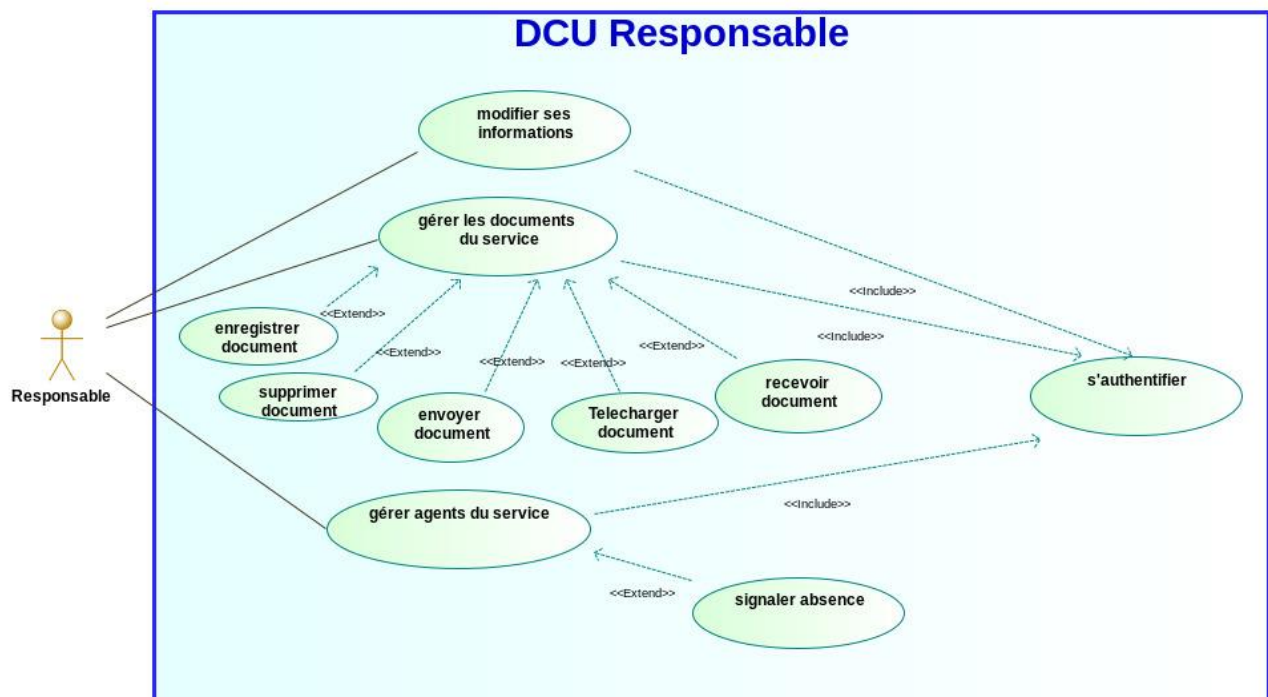 DCU Responsable
modifier ses
informations
gérer les documents
du service
<<Include>>
<<Extend>>
enregistrer
document
<<Include>>
<<Extend>>
<<Extend>>
<<Extend>>
<<Extend>>
supprimer
document
envoyer
document
Telecharger
document
recevoir
document
s'authentifier
Responsable
gérer agents du service
<<Include>>
<<Extend>>
signaler absence